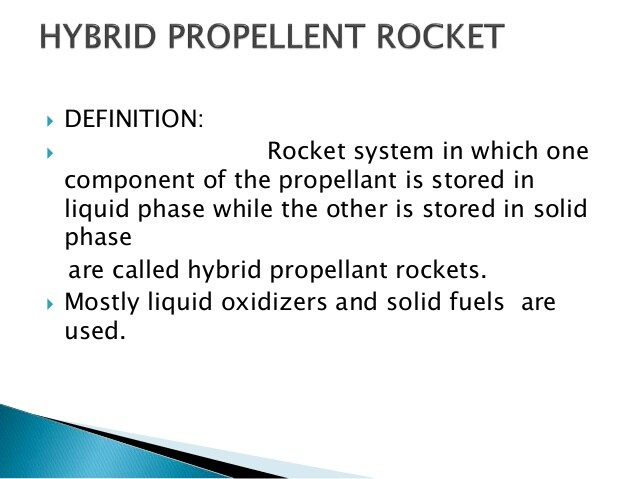 HYBRID PROPELLENT ROCKET
DEFINITION:
Rocket system in which one
component of the propellant is stored in
liquid phase while the other is stored in solid
phase
are called hybrid propellant rockets.
Mostly liquid oxidizers and solid fuels are
used.